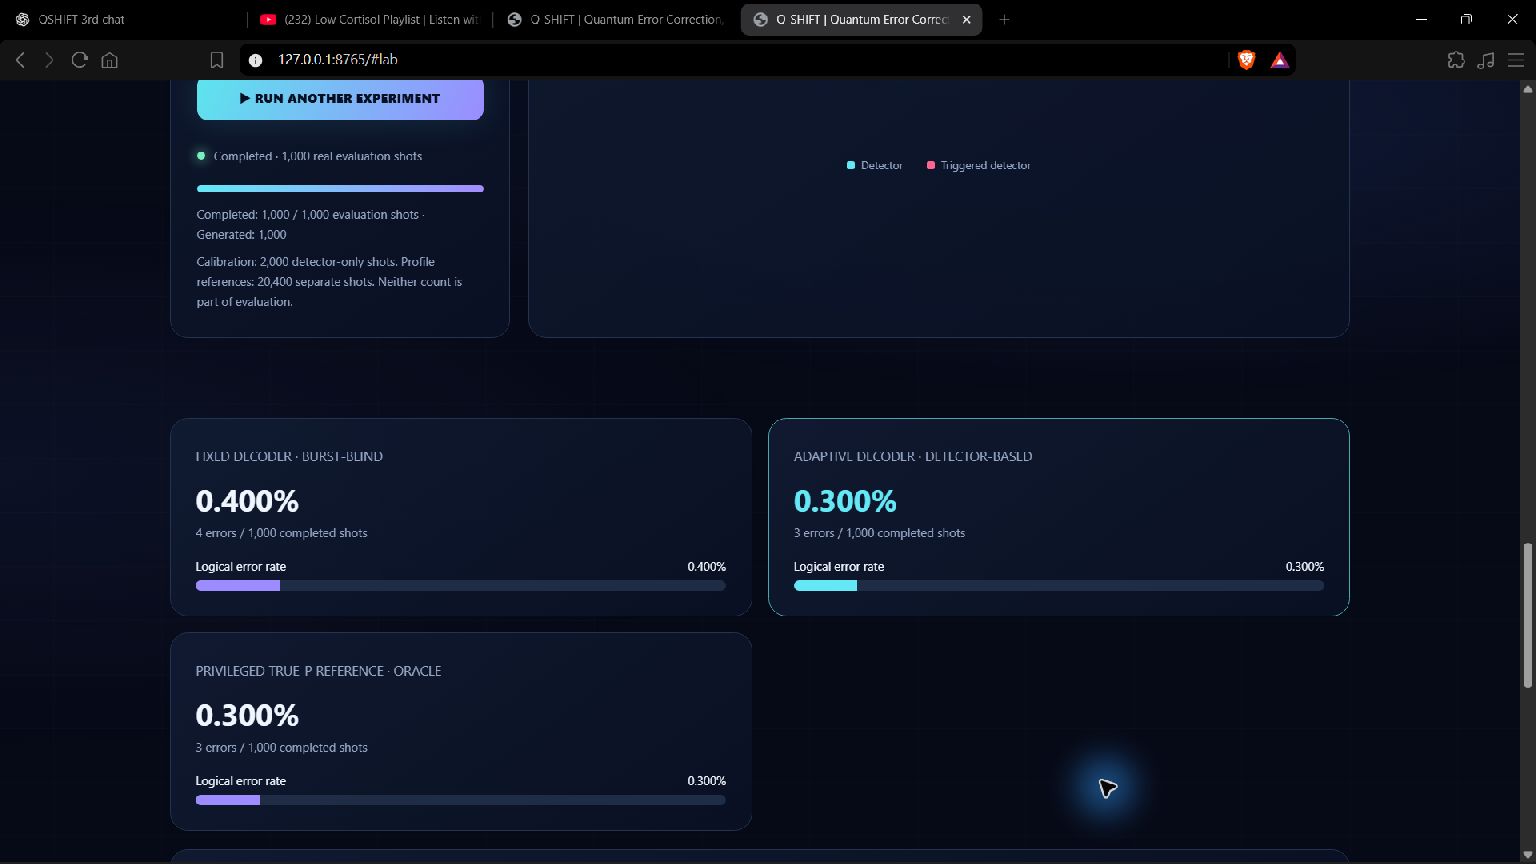 QSHIFT 3rd chat
(232) Low Cortisol Playlist | Listen wit
Q-SHIFT | Quantum Error Correction,
Q-SHIFT | Quantum Error Correc
127.0.0.1:8765/#lab
▶ RUN ANOTHER EXPERIMENT
Completed · 1,000 real evaluation shots
Completed: 1,000 / 1,000 evaluation shots ·
Generated: 1,000
Calibration: 2,000 detector-only shots. Profile
references: 20,400 separate shots. Neither count is
part of evaluation.
Detector
Triggered detector
FIXED DECODER · BURST-BLIND
0.400%
4 errors / 1,000 completed shots
Logical error rate 0.400%
ADAPTIVE DECODER · DETECTOR-BASED
0.300%
3 errors / 1,000 completed shots
Logical error rate 0.300%
PRIVILEGED TRUE-P REFERENCE · ORACLE
0.300%
3 errors / 1,000 completed shots
Logical error rate 0.300%